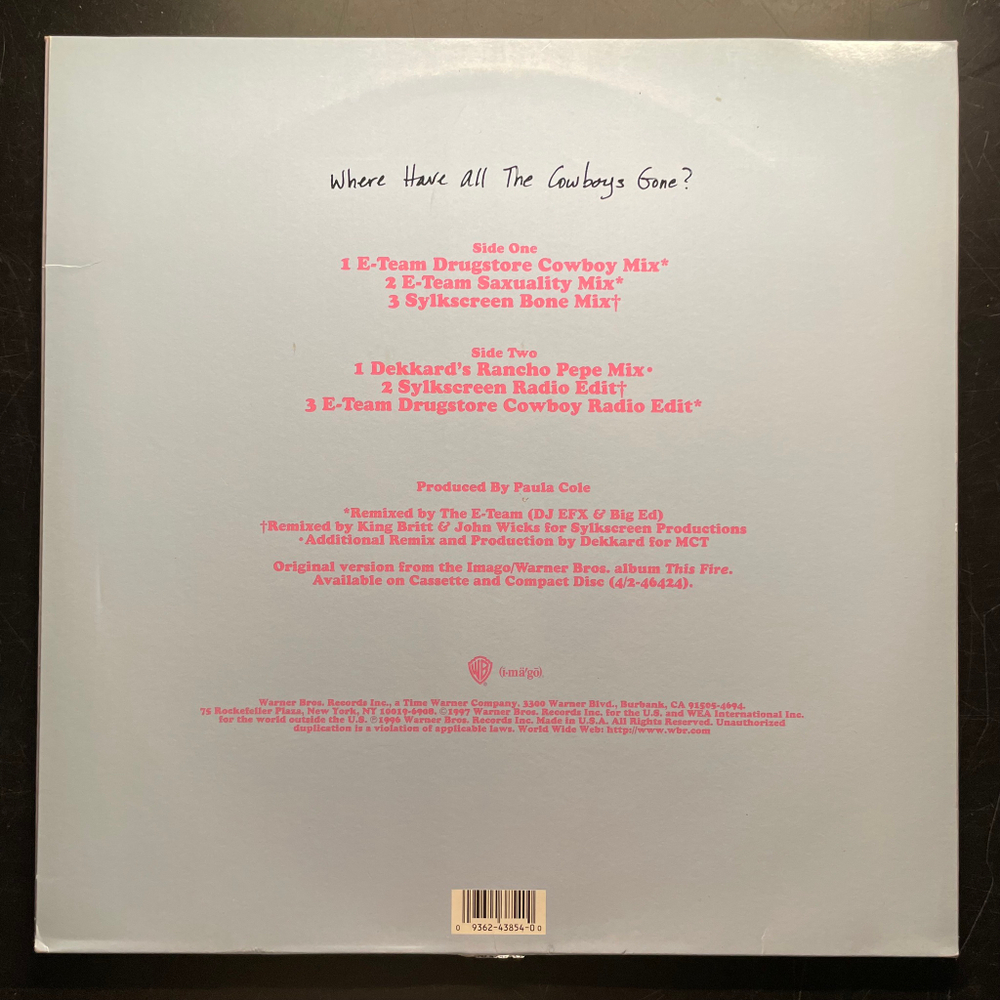 Where Have All The Cowboys Gone?
Side One
1 E-Team Drugstore Cowboy Mix*
2 E-Team Saxuality Mix*
3 Sylkscreen Bone Mix†
Side Two
1 Dekkard's Rancho Pepe Mix•
2 Sylkscreen Radio Edit†
3 E-Team Drugstore Cowboy Radio Edit*
Produced By Paula Cole
*Remixed by The E-Team (DJ EFX & Big Ed)
†Remixed by King Britt & John Wicks for Sylkscreen Productions
•Additional Remix and Production by Dekkard for MCT
Original version from the Imago/Warner Bros. album This Fire.
Available on Cassette and Compact Disc (4/2-46424).
WB (i-mā'gō)
Warner Bros. Records Inc., a Time Warner Company, 3300 Warner Blvd., Burbank, CA 91505-4694.
75 Rockefeller Plaza, New York, NY 10019-6908. ©1997 Warner Bros. Records Inc. for the U.S. and WEA International Inc.
for the world outside the U.S. ℗1996 Warner Bros. Records Inc. Made in U.S.A. All Rights Reserved. Unauthorized
duplication is a violation of applicable laws. World Wide Web: http://www.wbr.com
0 9362-43854-0 0